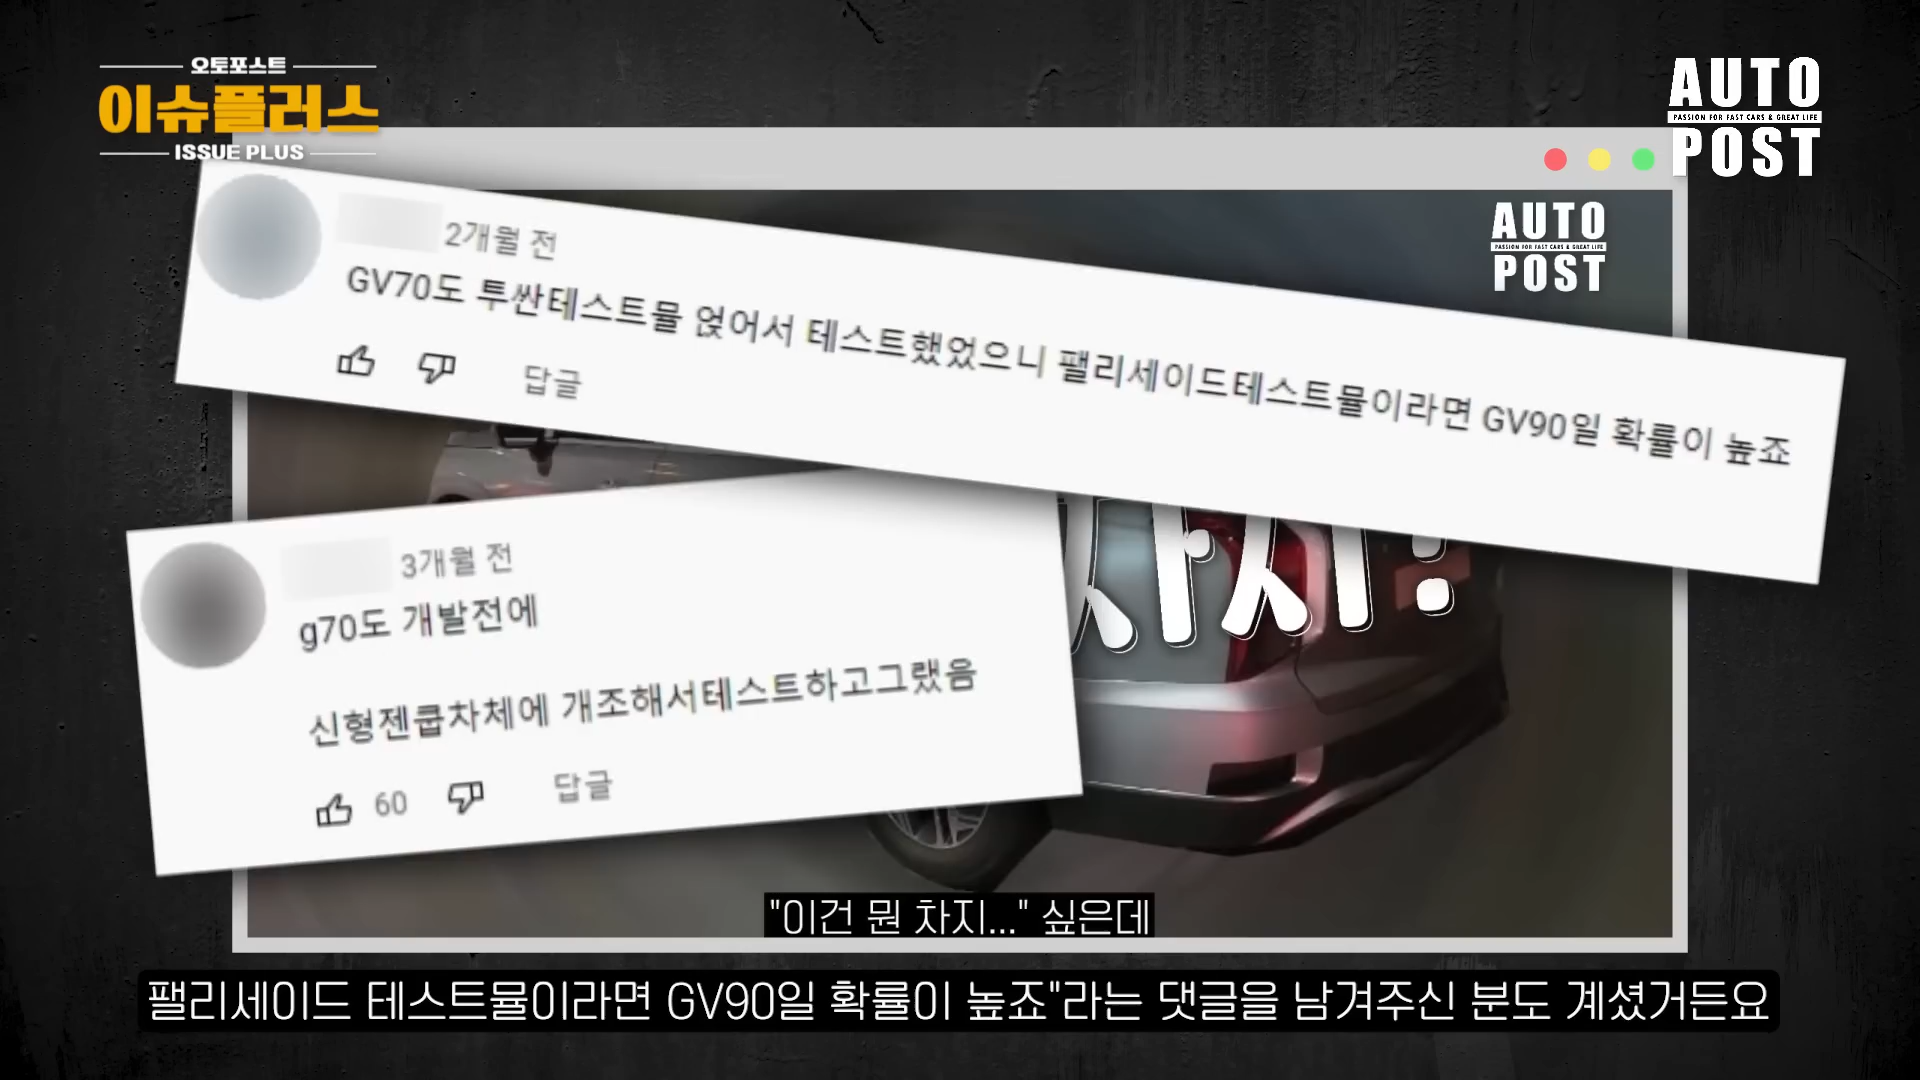 오토포스트
이슈플러스
ISSUE PLUS
AUTO
PASSION FOR FAST CARS & GREAT LIFE
POST
AUTO
PASSION FOR FAST CARS & GREAT LIFE
POST
2개월 전
GV70도 투싼테스트뮬 얹어서 테스트했었으니 팰리세이드테스트뮬이라면 GV90일 확률이 높죠
답글
3개월 전
g70도 개발전에
신형젠쿱차체에 개조해서테스트하고그랬음
60
답글
"이건 뭔 차지..." 싶은데
팰리세이드 테스트뮬이라면 GV90일 확률이 높죠"라는 댓글을 남겨주신 분도 계셨거든요